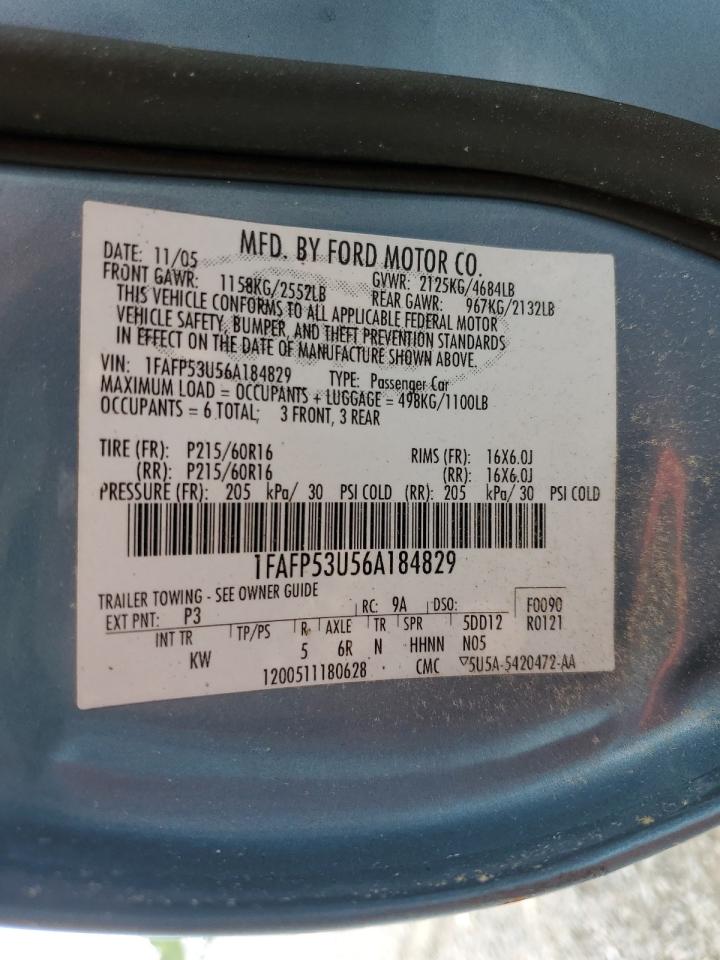 MFD. BY FORD MOTOR CO.
DATE: 11/05
GVWR: 2125KG/4684LB
FRONT GAWR: 1158KG/2552LB
REAR GAWR: 967KG/2132LB
THIS VEHICLE CONFORMS TO ALL APPLICABLE FEDERAL MOTOR
VEHICLE SAFETY, BUMPER, AND THEFT PREVENTION STANDARDS
IN EFFECT ON THE DATE OF MANUFACTURE SHOWN ABOVE.
VIN: 1FAFP53U56A184829 TYPE: Passenger Car
MAXIMUM LOAD = OCCUPANTS + LUGGAGE = 498KG/1100LB
OCCUPANTS = 6 TOTAL; 3 FRONT, 3 REAR
TIRE (FR): P215/60R16 RIMS (FR): 16X6.0J
(RR): P215/60R16 (RR): 16X6.0J
PRESSURE (FR): 205 kPa/ 30 PSI COLD (RR): 205 kPa/ 30 PSI COLD
1FAFP53U56A184829
TRAILER TOWING - SEE OWNER GUIDE
EXT PNT: P3 RC: 9A DSO: F0090
INT TR TP/PS R AXLE TR SPR 5DD12 R0121
KW 5 6R N HHNN N05
1200511180628 CMC ▽5U5A-5420472-AA